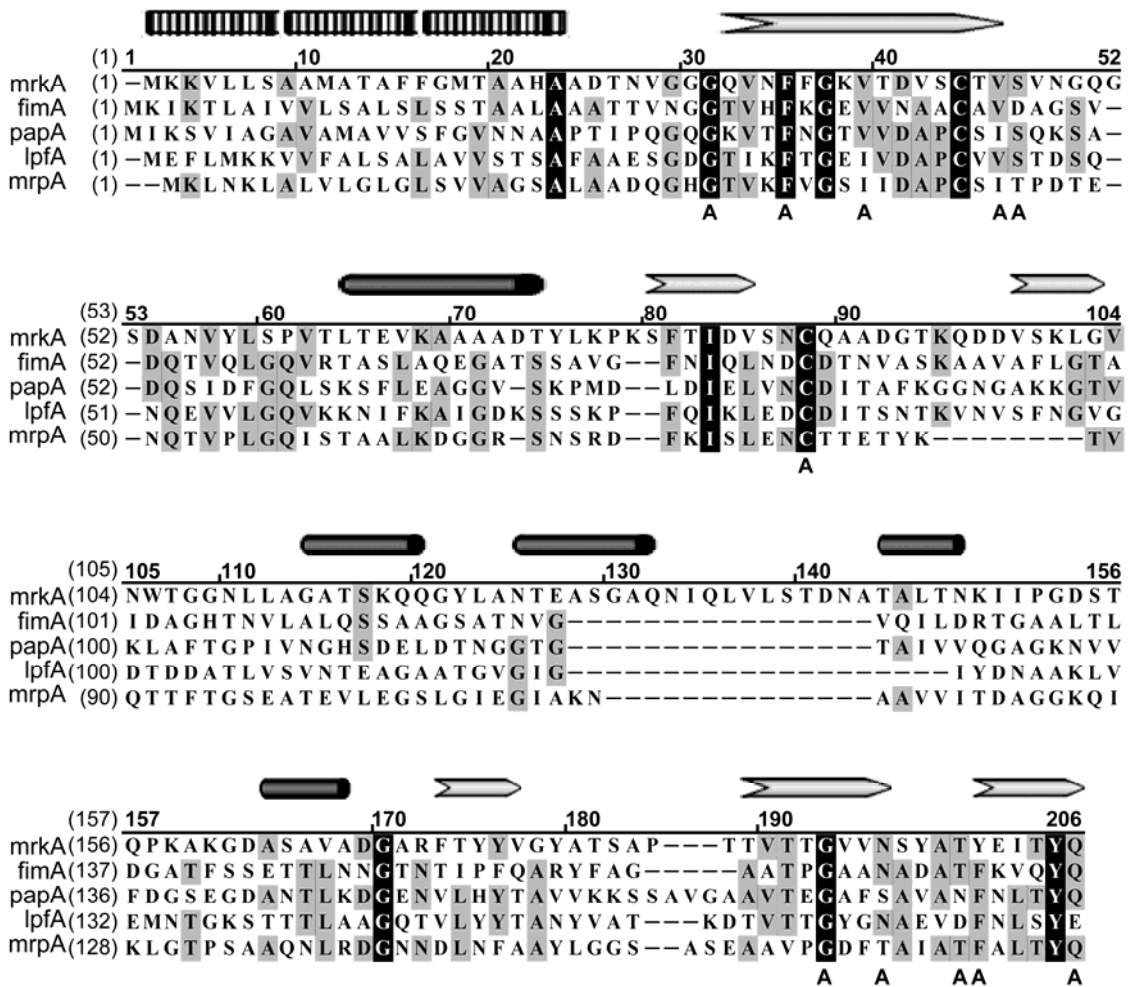 (1) 1 10 20 30 40 52
mrkA (1) –MKKVLLSAAMATAFFGMTAAHAADTNVGGGQVNFFGKVTDVSCTVSVNGQG
fimA (1) MKIKTLAIVVLSALSLSSTAALAAATTVNGGTVHFKGEVVNAACAVDAGSV–
papA (1) MIKSVIAGAVAMAVVSFGVNNAAPTIPQGQGKVTFNGTVVDAPCSISQKSA–
lpfA (1) –MEFLMKKVVFALSALAVVSTSAFAAESGDGTIKFTGEIVDAPCVVSTDSQ–
mrpA (1) ––MKLNKLALVLGLGLSVVAGSALAADQGHGTVKFVGSIIDAPCSITPDTE–
A A A A A
(53) 53 60 70 80 90 104
mrkA (52) SDANVYLSPVTLTEVKAAAADTYLKPKSFTIDVSNCQAADGTKQDDVSKLGV
fimA (52) –DQTVQLGQVRTASLAQEGATSSAVG––FNIQLNDCDTNVASKAAVAFLGTA
papA (52) –DQSIDFGQLSKSFLEAGGV–SKPMD––LDIELVNCDITAFKGGNGAKKGTV
lpfA (51) –NQEVVLGQVKKNIFKAIGDKSSSKP––FQIKLEDCDITSNTKVNVSFNGVG
mrpA (50) –NQTVPLGQISTAALKDGGR–SNSRD––FKISLENCTTETYK––––––––TV
A
(105) 105 110 120 130 140 156
mrkA (104) NWTGGNLLAGATSKQQGYLANTEASGAQNIQLVLSTDNATALTNKIIPGDST
fimA (101) IDAGHTNVLALQSSAAGSATNVG––––––––––––––––VQILDRTGAALTL
papA (100) KLAFTGPIVNGHSDELDTNGGTG––––––––––––––––TAIVVQGAGKNVV
lpfA (100) DTDDATLVSVNTEAGAATGVGIG––––––––––––––––––––IYDNAAKLV
mrpA (90) QTTFTGSEATEVLEGSLGIEGIAKN––––––––––––––AAVVITDAGGKQI
(157) 157 170 180 190 206
mrkA (156) QPKAKGDASAVADGARFTYYVGYATSAP–––TTVTTGVVNSYATYEITYQ
fimA (137) DGATFSSETTLNNGTNTIPFQARYFAG–––––AATPGAANADATFKVQYQ
papA (136) FDGSEGDANTLKDGENVLHYTAVVKKSSAVGAAVTEGAFSAVANFNLTYQ
lpfA (132) EMNTGKSTTTLAAGQTVLYYTANYVAT–––KDTVTTGYGNAEVDFNLSYE
mrpA (128) KLGTPSAAQNLRDGNNDLNFAAYLGGS––ASEAAVPGDFTAIATFALTYQ
A A A A A